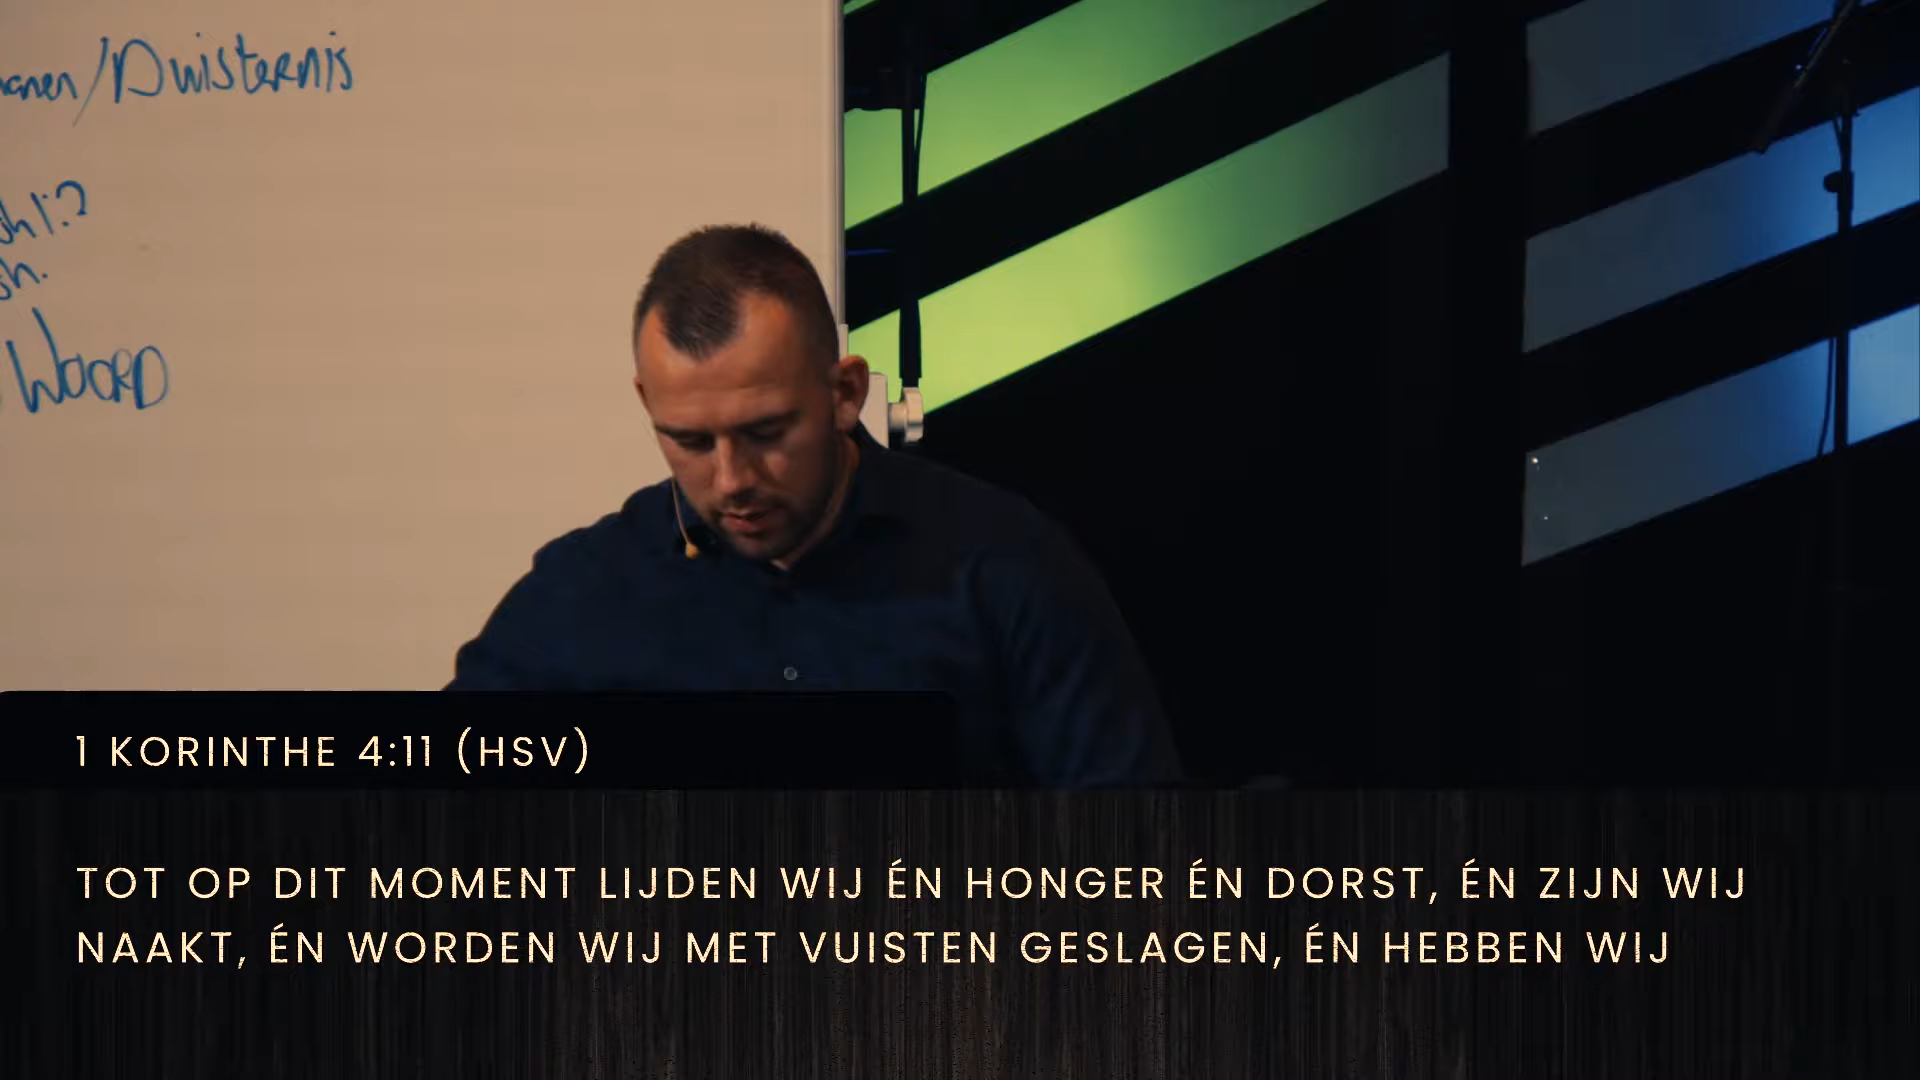 /Duisternis
WOORD
1 KORINTHE 4:11 (HSV)
TOT OP DIT MOMENT LIJDEN WIJ ÉN HONGER ÉN DORST, ÉN ZIJN WIJ
NAAKT, ÉN WORDEN WIJ MET VUISTEN GESLAGEN, ÉN HEBBEN WIJ